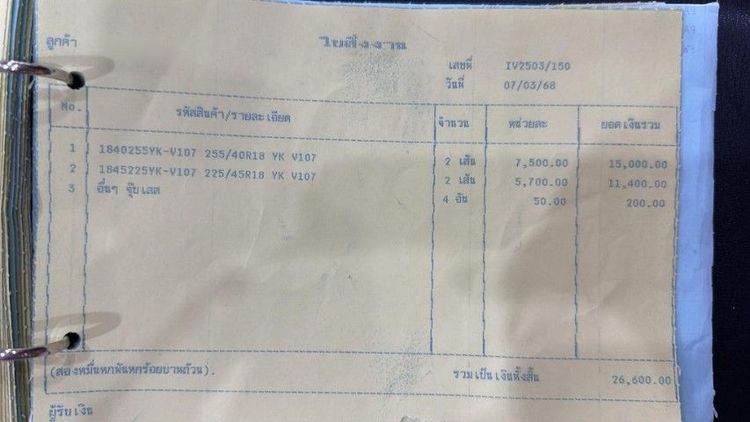 ใบสั่งงาน
ลูกค้า
เลขที่ IV2503/150
วันที่ 07/03/68
No. รหัสสินค้า/รายละเอียด จำนวน หน่วยละ ยอดเงินรวม
1 1840255YK-V107 255/40R18 YK V107 2 เส้น 7,500.00 15,000.00
2 1845225YK-V107 225/45R18 YK V107 2 เส้น 5,700.00 11,400.00
3 อื่นๆ จุ๊บเลส 4 อัน 50.00 200.00
(สองหมื่นหกพันหกร้อยบาทถ้วน). รวมเป็นเงินทั้งสิ้น 26,600.00
ผู้รับเงิน